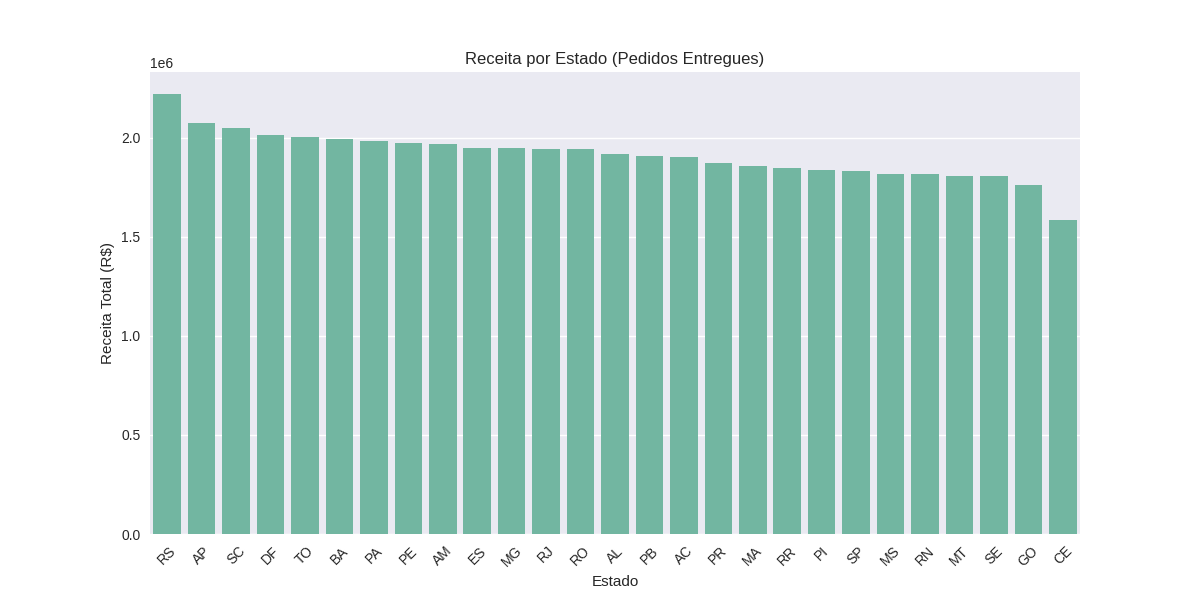 Receita por Estado (Pedidos Entregues)
1e6
2.0
1.5
1.0
0.5
0.0
Receita Total (R$)
RS AP SC DF TO BA PA PE AM ES MG RJ RO AL PB AC PR MA RR PI SP MS RN MT SE GO CE
Estado